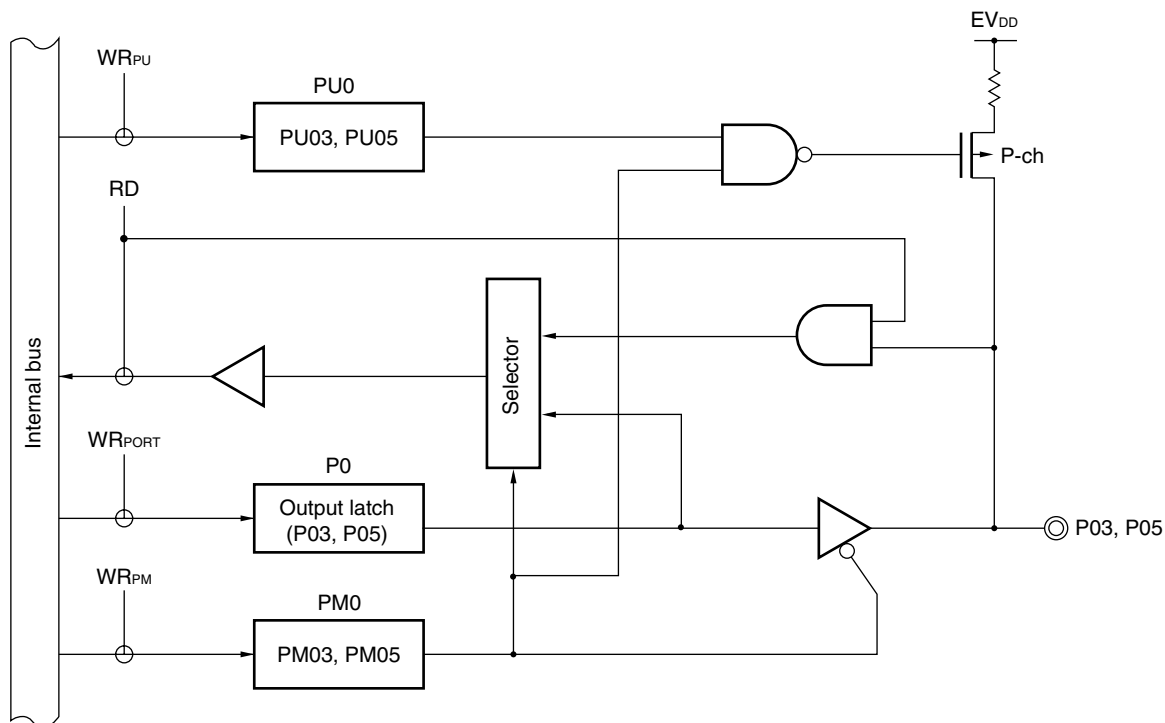 EVDD
WRPU
PU0
PU03, PU05
P-ch
RD
Internal bus
Selector
WRPORT
P0
Output latch
(P03, P05)
P03, P05
WRPM
PM0
PM03, PM05